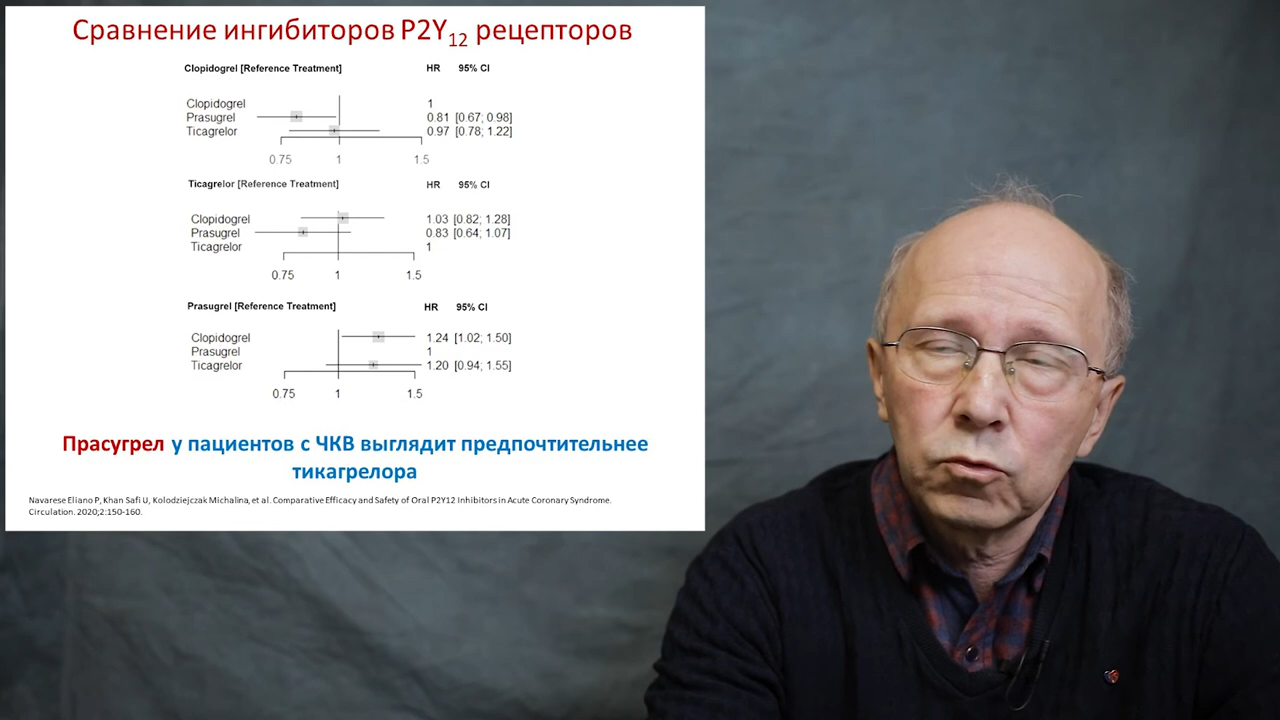 Сравнение ингибиторов P2Y12 рецепторов
Clopidogrel [Reference Treatment] HR 95% CI
Clopidogrel 1
Prasugrel 0.81 [0.67; 0.98]
Ticagrelor 0.97 [0.78; 1.22]
0.75 1 1.5
Ticagrelor [Reference Treatment] HR 95% CI
Clopidogrel 1.03 [0.82; 1.28]
Prasugrel 0.83 [0.64; 1.07]
Ticagrelor 1
0.75 1 1.5
Prasugrel [Reference Treatment] HR 95% CI
Clopidogrel 1.24 [1.02; 1.50]
Prasugrel 1
Ticagrelor 1.20 [0.94; 1.55]
0.75 1 1.5
Прасугрел у пациентов с ЧКВ выглядит предпочтительнее
тикагрелора
Navarese Eliano P, Khan Safi U, Kolodziejczak Michalina, et al. Comparative Efficacy and Safety of Oral P2Y12 Inhibitors in Acute Coronary Syndrome.
Circulation. 2020;2:150-160.